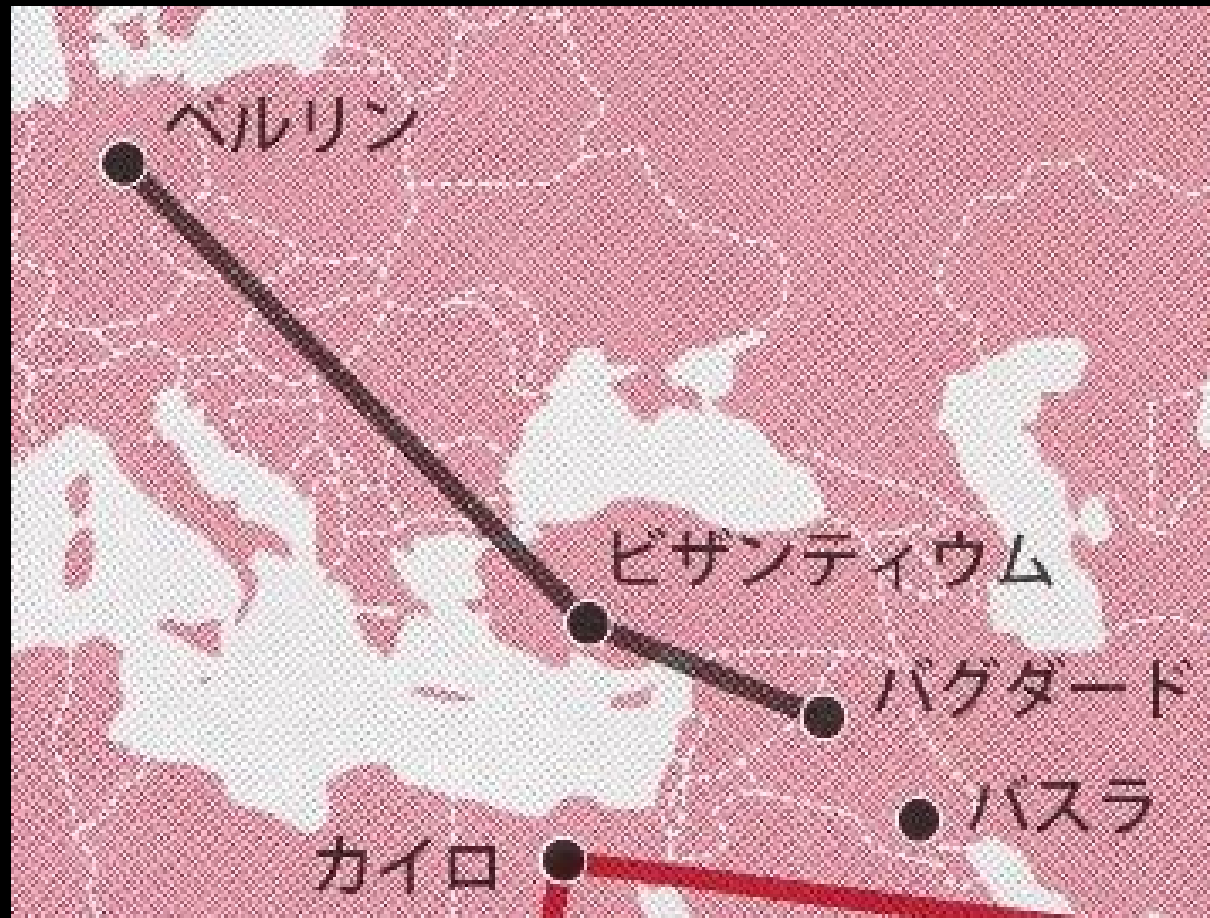 ベルリン
ビザンティウム
バグダード
バスラ
カイロ